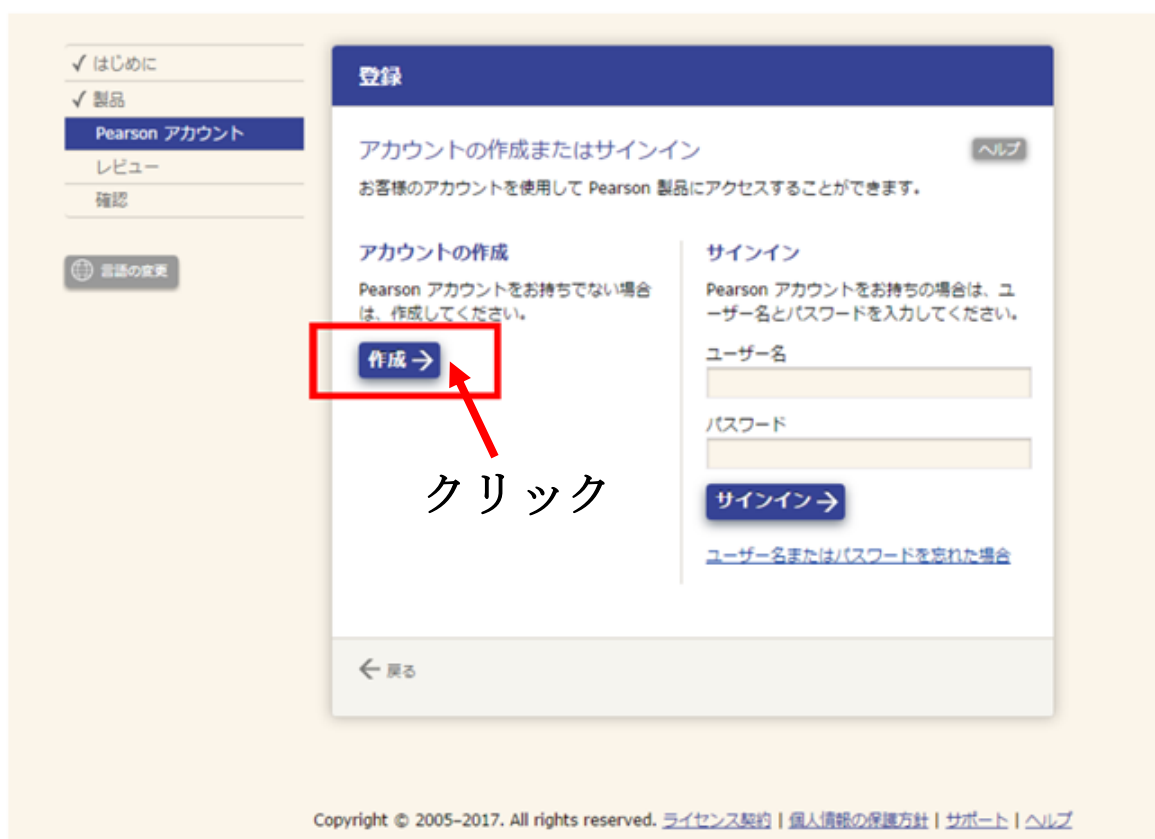 ✓ はじめに
✓ 製品
Pearson アカウント
レビュー
確認
言語の変更
登録
アカウントの作成またはサインイン
ヘルプ
お客様のアカウントを使用して Pearson 製品にアクセスすることができます。
アカウントの作成
Pearson アカウントをお持ちでない場合
は、作成してください。
作成 →
クリック
サインイン
Pearson アカウントをお持ちの場合は、ユ
ーザー名とパスワードを入力してください。
ユーザー名
パスワード
サインイン →
ユーザー名またはパスワードを忘れた場合
← 戻る
Copyright © 2005–2017. All rights reserved. ライセンス契約 | 個人情報の保護方針 | サポート | ヘルプ